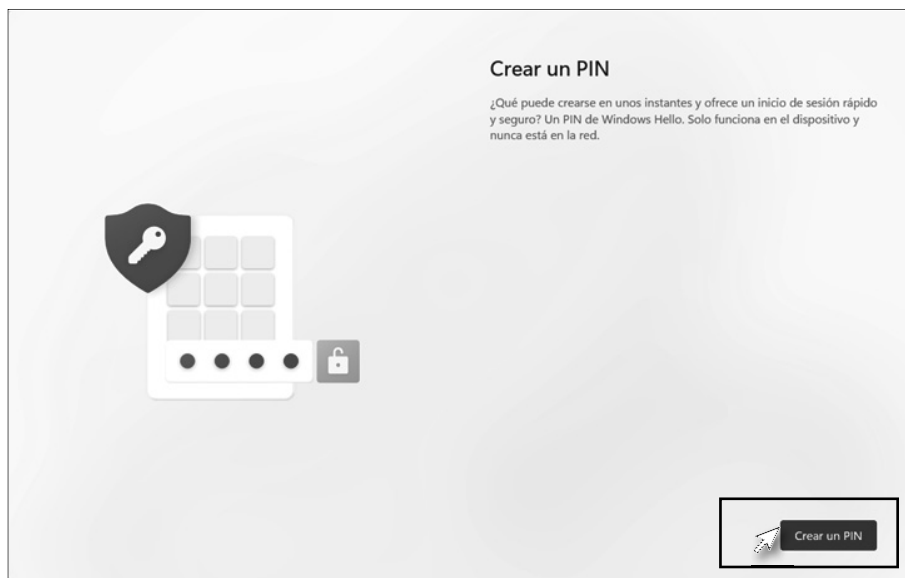 Crear un PIN
¿Qué puede crearse en unos instantes y ofrece un inicio de sesión rápido
y seguro? Un PIN de Windows Hello. Solo funciona en el dispositivo y
nunca está en la red.
Crear un PIN